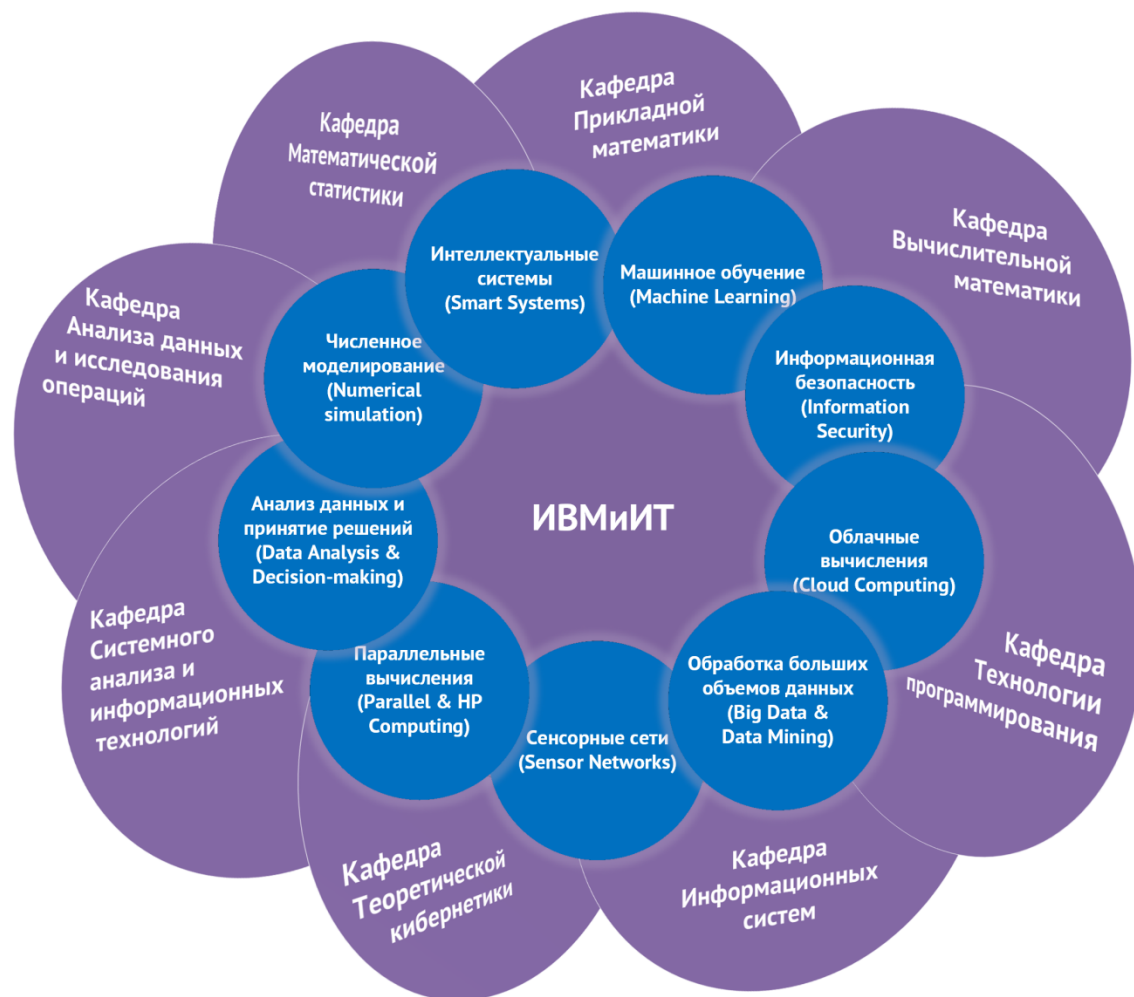 Кафедра
Прикладной
математики
Кафедра
Математической
статистики
Кафедра
Вычислительной
математики
Кафедра
Анализа данных
и исследования
операций
Интеллектуальные
системы
(Smart Systems)
Машинное обучение
(Machine Learning)
Численное
моделирование
(Numerical
simulation)
Информационная
безопасность
(Information
Security)
ИВМиИТ
Анализ данных и
принятие решений
(Data Analysis &
Decision-making)
Облачные
вычисления
(Cloud Computing)
Кафедра
Системного
анализа и
информационных
технологий
Параллельные
вычисления
(Parallel & HP
Computing)
Обработка больших
объемов данных
(Big Data &
Data Mining)
Кафедра
Технологии
программирования
Сенсорные сети
(Sensor Networks)
Кафедра
Теоретической
кибернетики
Кафедра
Информационных
систем